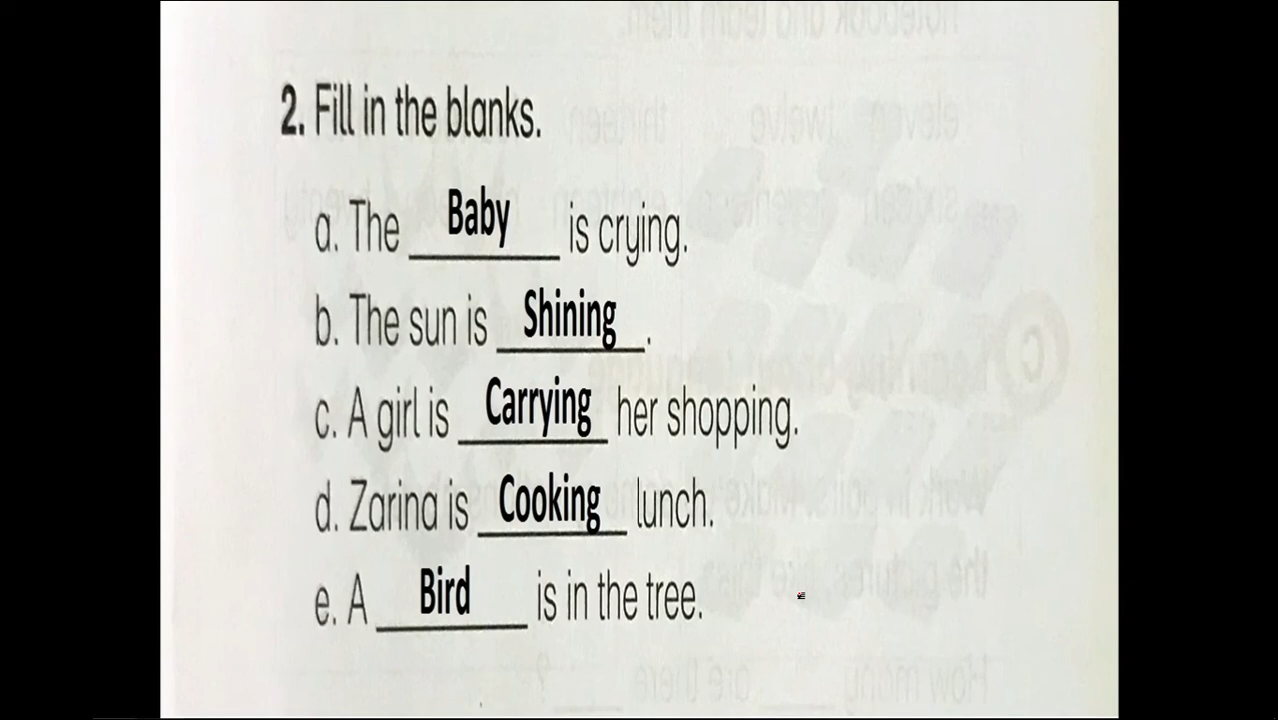 2. Fill in the blanks.
a. The Baby is crying.
b. The sun is Shining.
c. A girl is Carrying her shopping.
d. Zarina is Cooking lunch.
e. A Bird is in the tree.